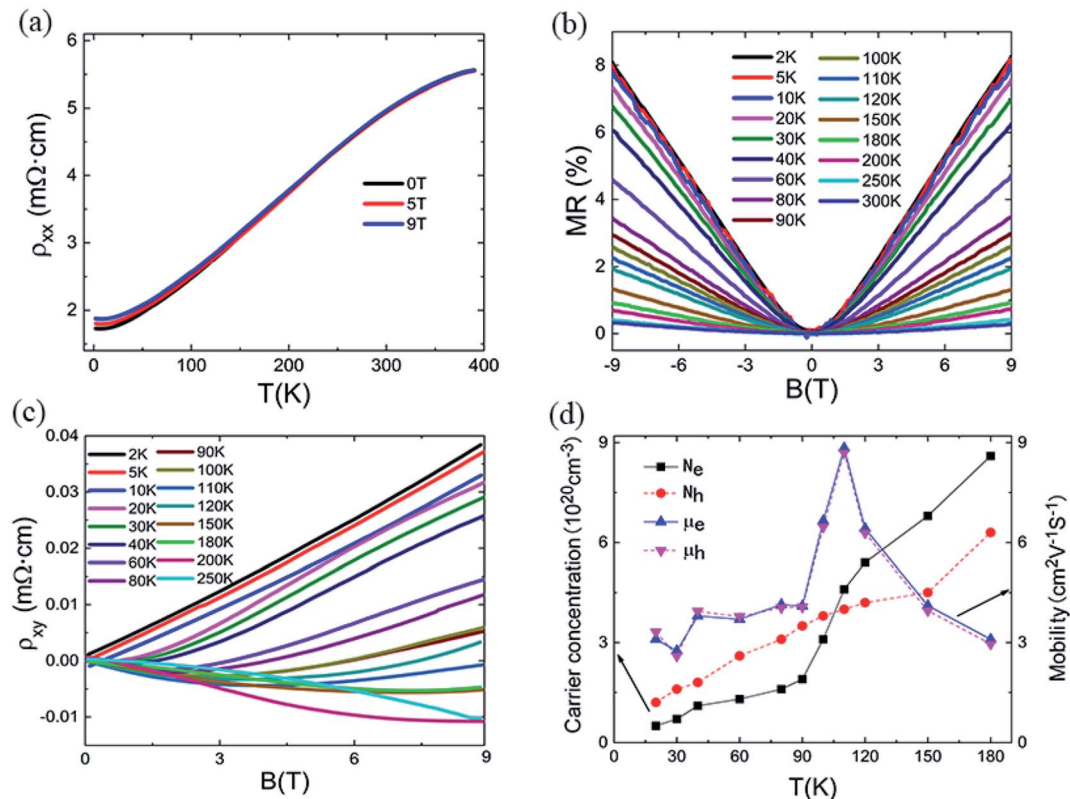 (a)
ρxx (mΩ·cm)
6
5
4
3
2
0T
5T
9T
0
100
200
300
400
T(K)
(b)
MR (%)
8
6
4
2
0
2K
5K
10K
20K
30K
40K
60K
80K
90K
100K
110K
120K
150K
180K
200K
250K
300K
-9
-6
-3
0
3
6
9
B(T)
(c)
ρxy (mΩ·cm)
0.04
0.03
0.02
0.01
0.00
-0.01
2K
5K
10K
20K
30K
40K
60K
80K
90K
100K
110K
120K
150K
180K
200K
250K
0
3
6
9
B(T)
(d)
Carrier concentration (10²⁰cm⁻³)
9
6
3
0
Ne
Nh
μe
μh
9
6
3
0
Mobility (cm²V⁻¹S⁻¹)
0
30
60
90
120
150
180
T(K)